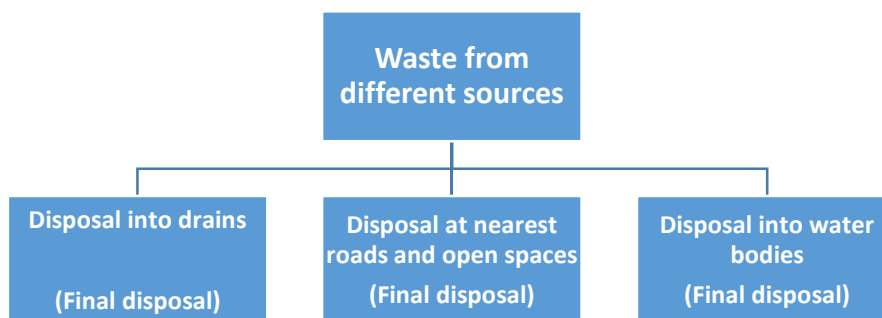 Waste from
different sources
Disposal into drains
(Final disposal)
Disposal at nearest
roads and open spaces
(Final disposal)
Disposal into water
bodies
(Final disposal)